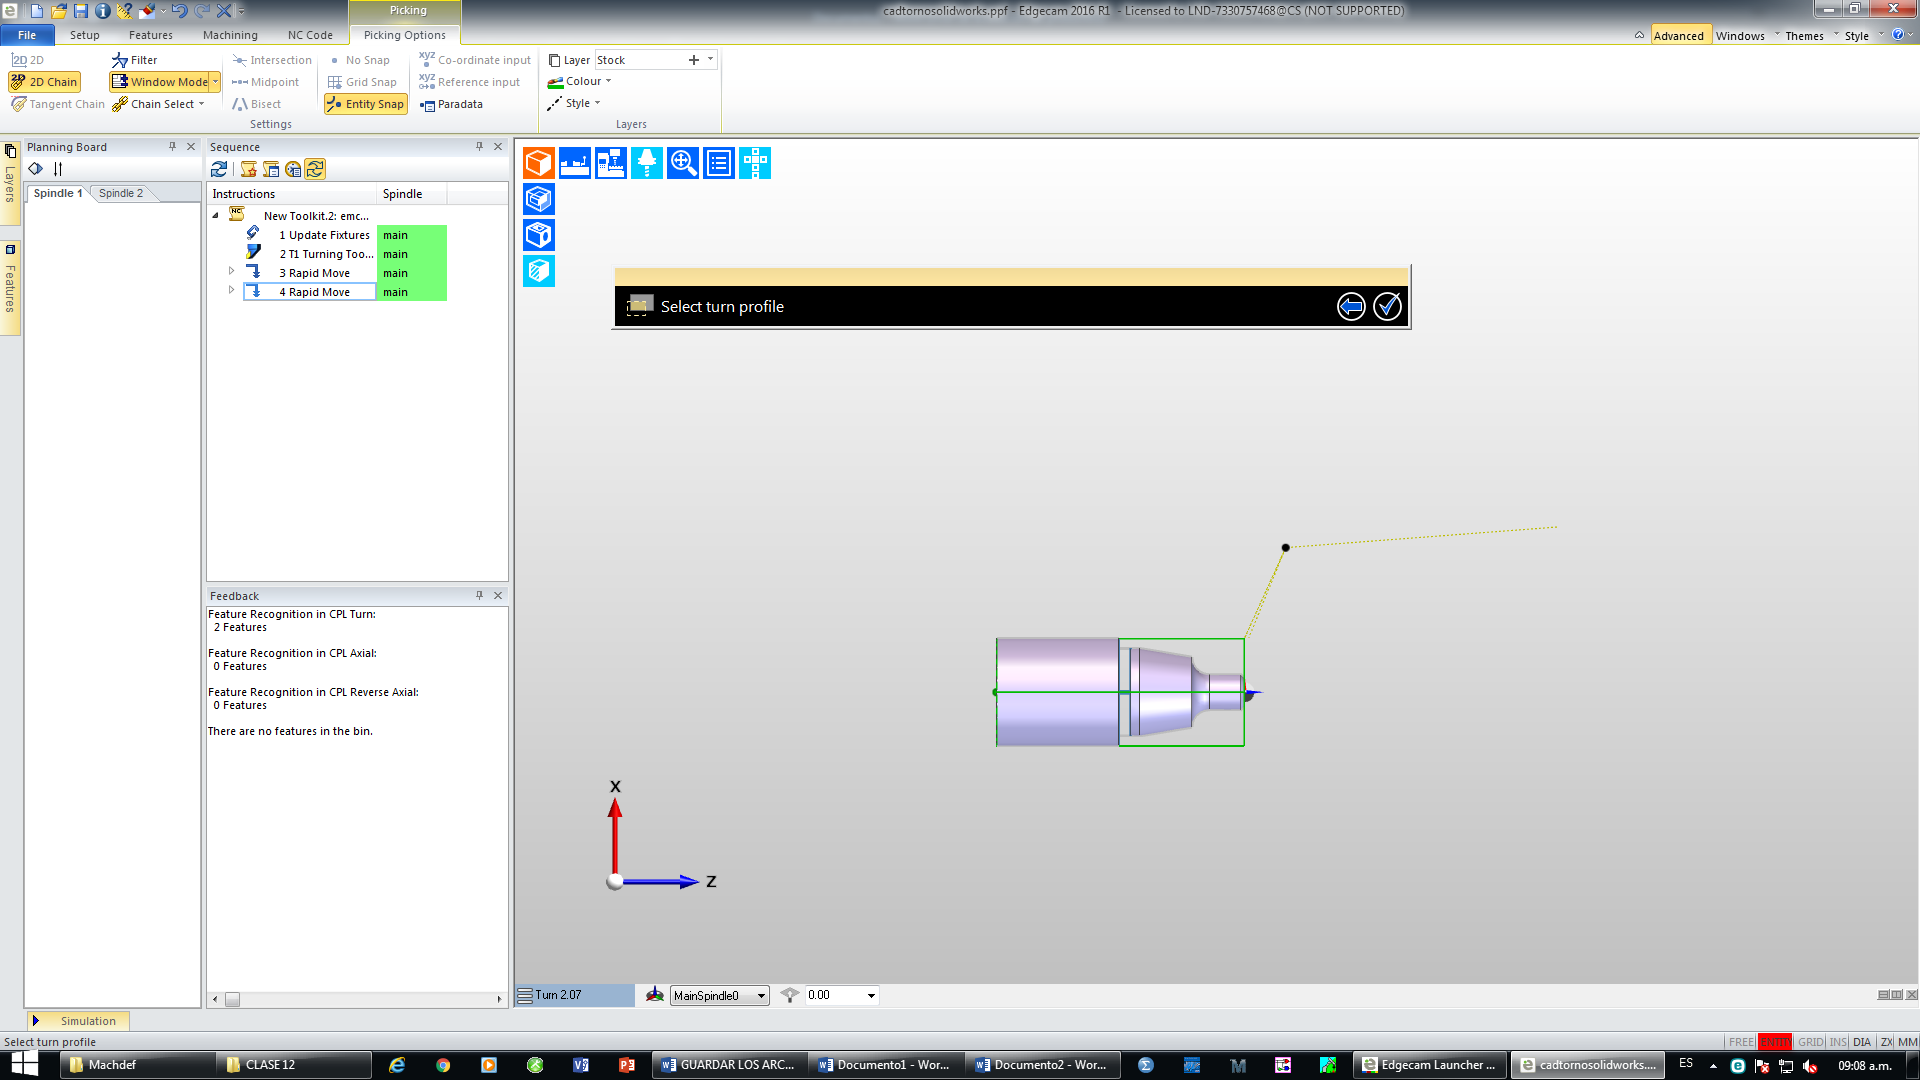 Picking
cadtornosolidworks.ppf - Edgecam 2016 R1 - Licensed to LND-7330757468@CS (NOT SUPPORTED)
File Setup Features Machining NC Code Picking Options Advanced Windows Themes Style
2D Filter Intersection No Snap Co-ordinate input Layer Stock
2D Chain Window Mode Midpoint Grid Snap Reference input Colour
Tangent Chain Chain Select Bisect Entity Snap Paradata Style
Settings Layers
Planning Board Sequence
Layers
Features
Spindle 1 Spindle 2
Instructions Spindle
New Toolkit.2: emc...
1 Update Fixtures main
2 T1 Turning Too... main
3 Rapid Move main
4 Rapid Move main
Select turn profile
Feedback
Feature Recognition in CPL Turn:
2 Features
Feature Recognition in CPL Axial:
0 Features
Feature Recognition in CPL Reverse Axial:
0 Features
There are no features in the bin.
X
Z
Turn 2.07 MainSpindle0 0.00
Simulation
Select turn profile FREE ENTITY GRID INS DIA ZX MM
Machdef CLASE 12 GUARDAR LOS ARC... Documento1 - Wor... Documento2 - Wor... Edgecam Launcher ... cadtornosolidworks.... ES 09:08 a.m.